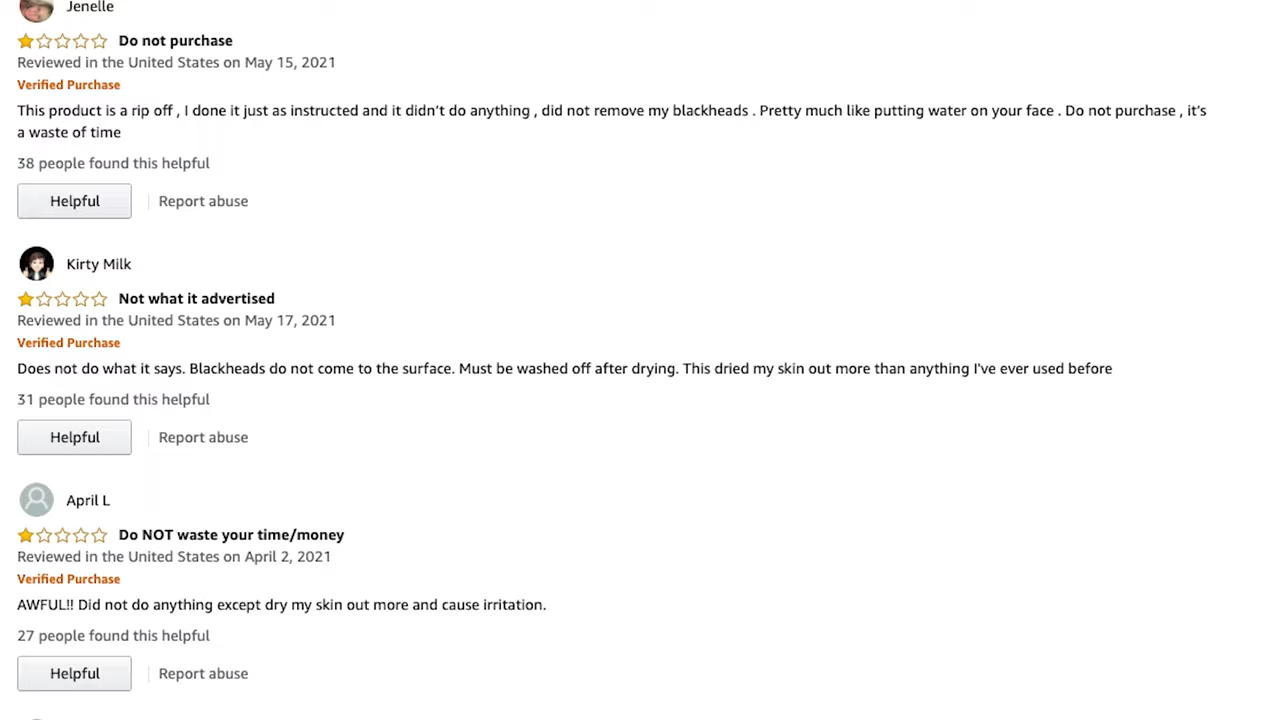 Jenelle
Do not purchase
Reviewed in the United States on May 15, 2021
Verified Purchase
This product is a rip off , I done it just as instructed and it didn’t do anything , did not remove my blackheads . Pretty much like putting water on your face . Do not purchase , it’s
a waste of time
38 people found this helpful
Helpful Report abuse
Kirty Milk
Not what it advertised
Reviewed in the United States on May 17, 2021
Verified Purchase
Does not do what it says. Blackheads do not come to the surface. Must be washed off after drying. This dried my skin out more than anything I've ever used before
31 people found this helpful
Helpful Report abuse
April L
Do NOT waste your time/money
Reviewed in the United States on April 2, 2021
Verified Purchase
AWFUL!! Did not do anything except dry my skin out more and cause irritation.
27 people found this helpful
Helpful Report abuse